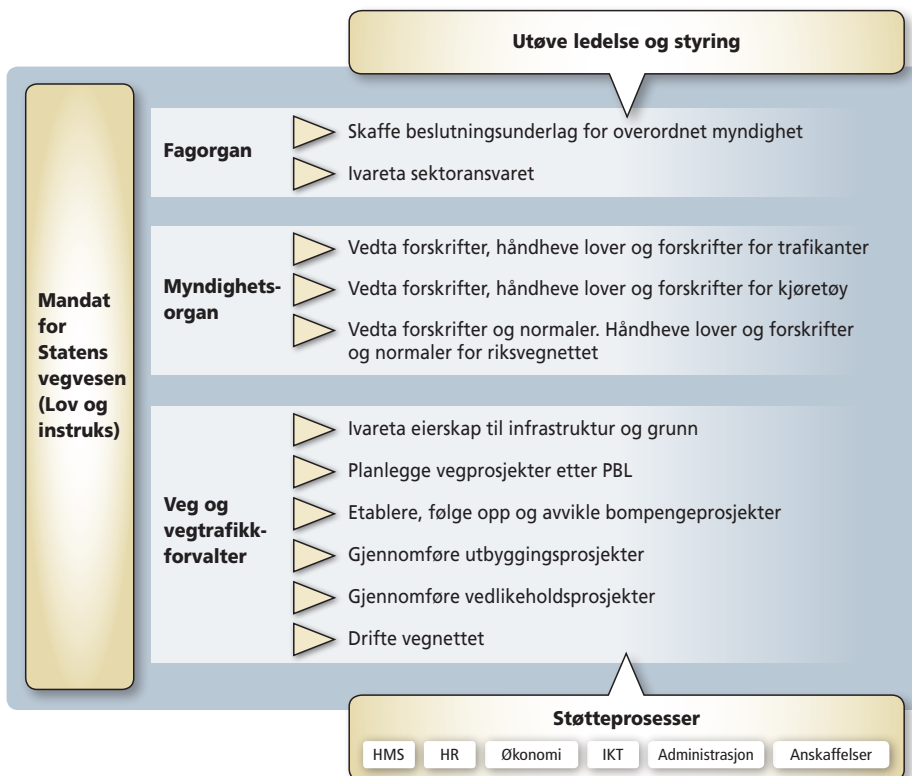 Utøve ledelse og styring
Mandat
for
Statens
vegvesen
(Lov og
instruks)
Fagorgan
Skaffe beslutningsunderlag for overordnet myndighet
Ivareta sektoransvaret
Myndighets-
organ
Vedta forskrifter, håndheve lover og forskrifter for trafikanter
Vedta forskrifter, håndheve lover og forskrifter for kjøretøy
Vedta forskrifter og normaler. Håndheve lover og forskrifter
og normaler for riksvegnettet
Veg og
vegtrafikk-
forvalter
Ivareta eierskap til infrastruktur og grunn
Planlegge vegprosjekter etter PBL
Etablere, følge opp og avvikle bompengeprosjekter
Gjennomføre utbyggingsprosjekter
Gjennomføre vedlikeholdsprosjekter
Drifte vegnettet
Støtteprosesser
HMS HR Økonomi IKT Administrasjon Anskaffelser